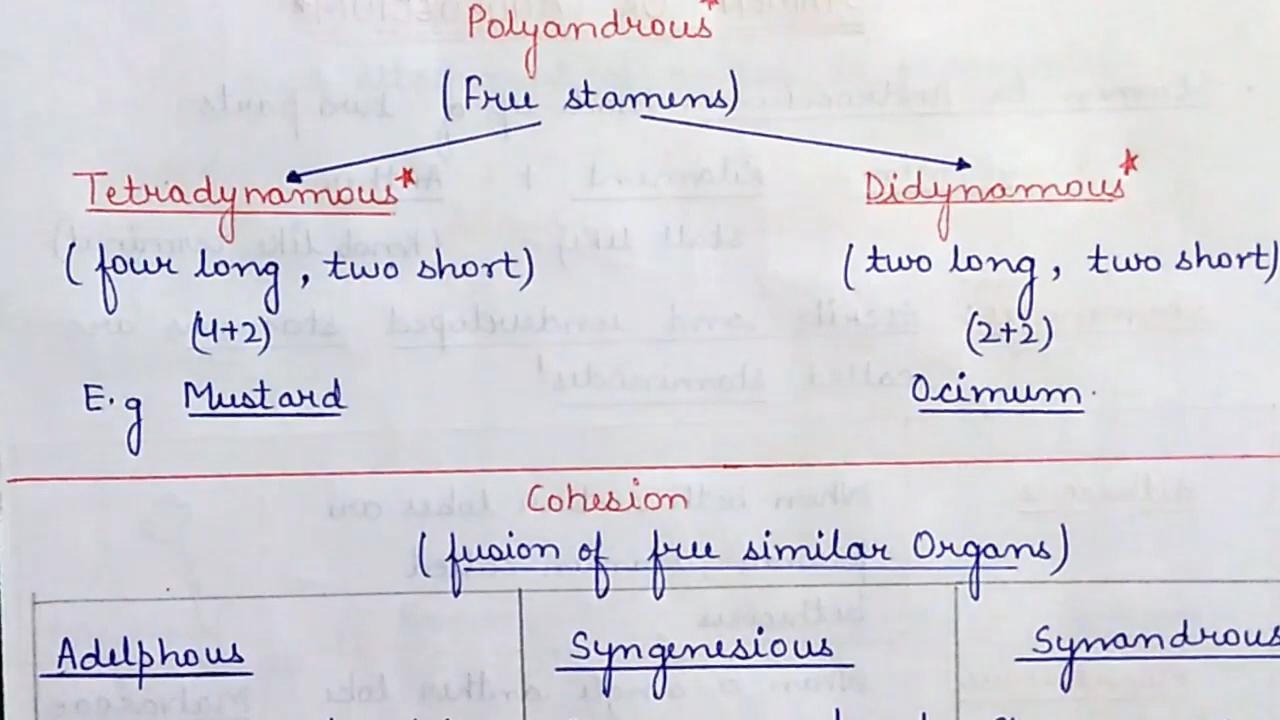 Polyandrous*
(Free stamens)
Tetradynamous*
(four long, two short)
(4+2)
E.g Mustard
Didynamous*
(two long, two short)
(2+2)
Ocimum.
Cohesion
(fusion of free similar Organs)
Adelphous
Syngenesious
Synandrous